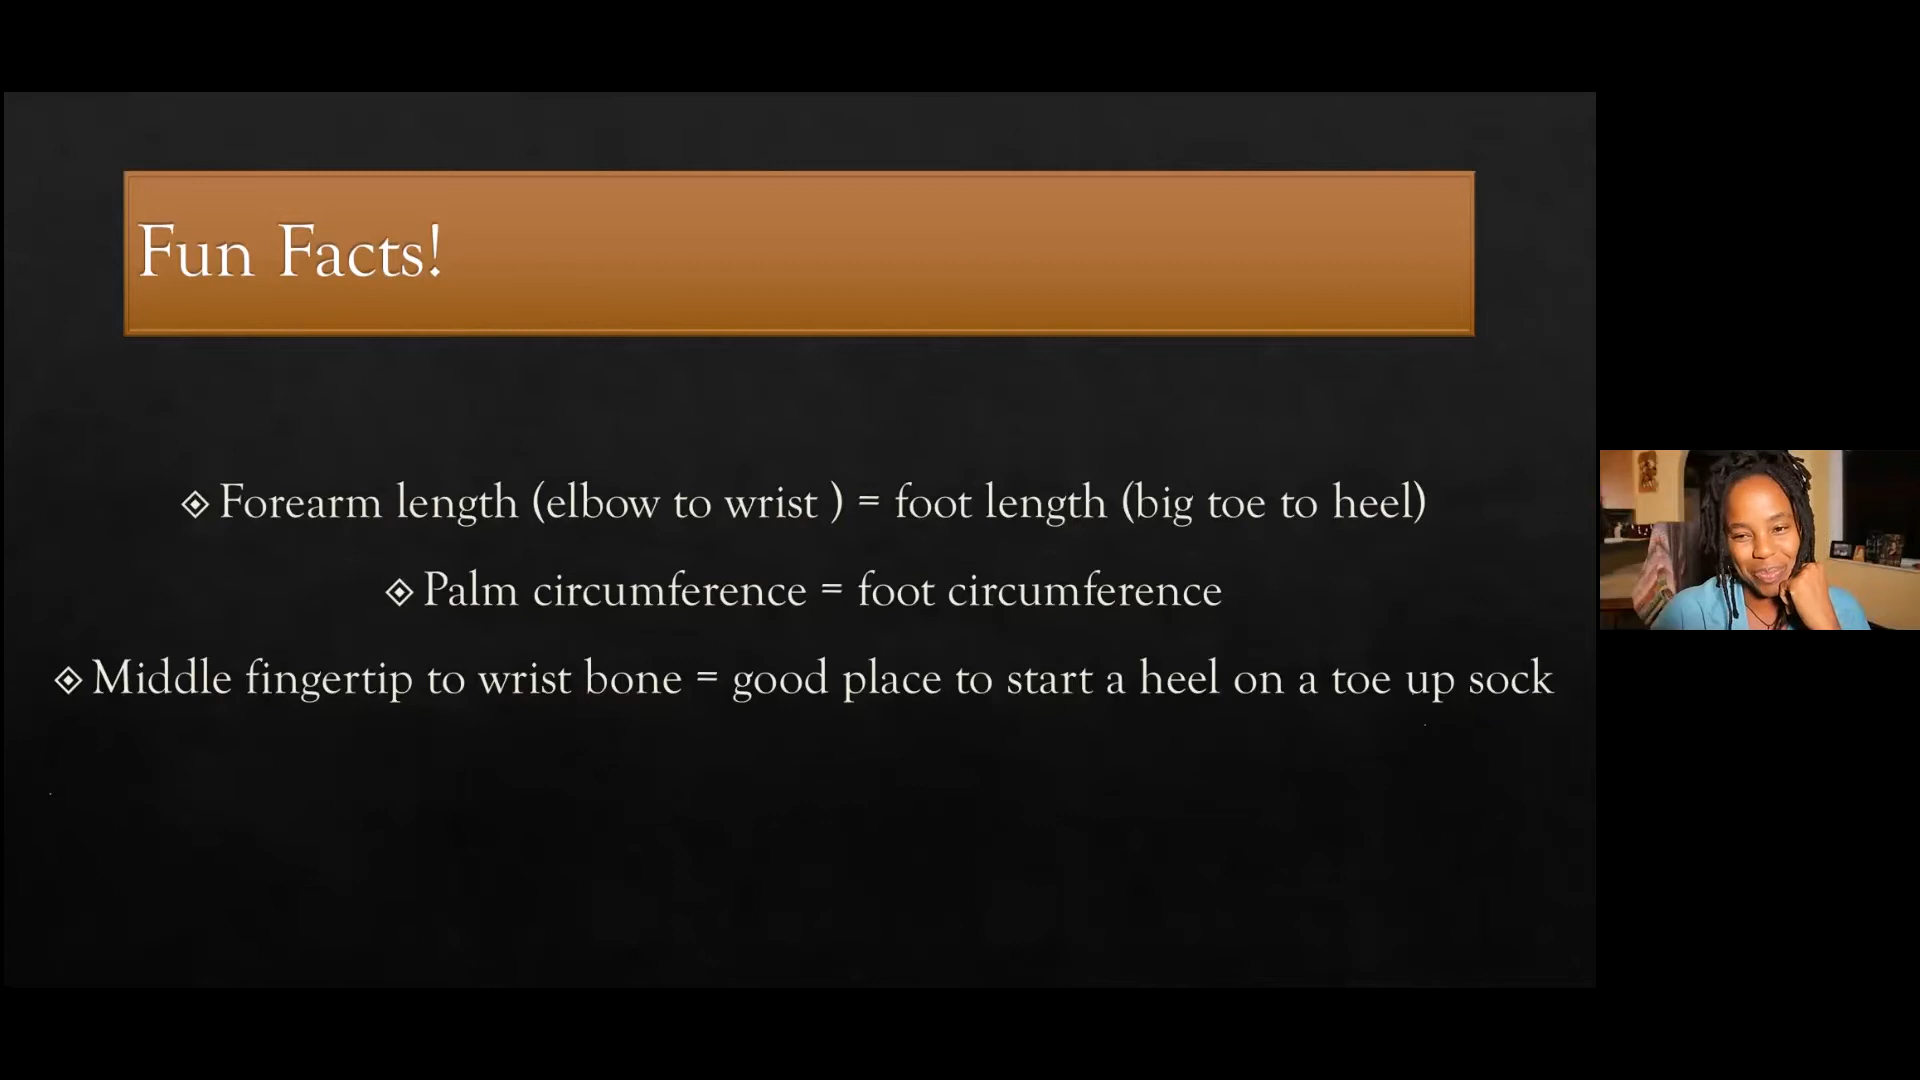 Fun Facts!
Forearm length (elbow to wrist ) = foot length (big toe to heel)
Palm circumference = foot circumference
Middle fingertip to wrist bone = good place to start a heel on a toe up sock